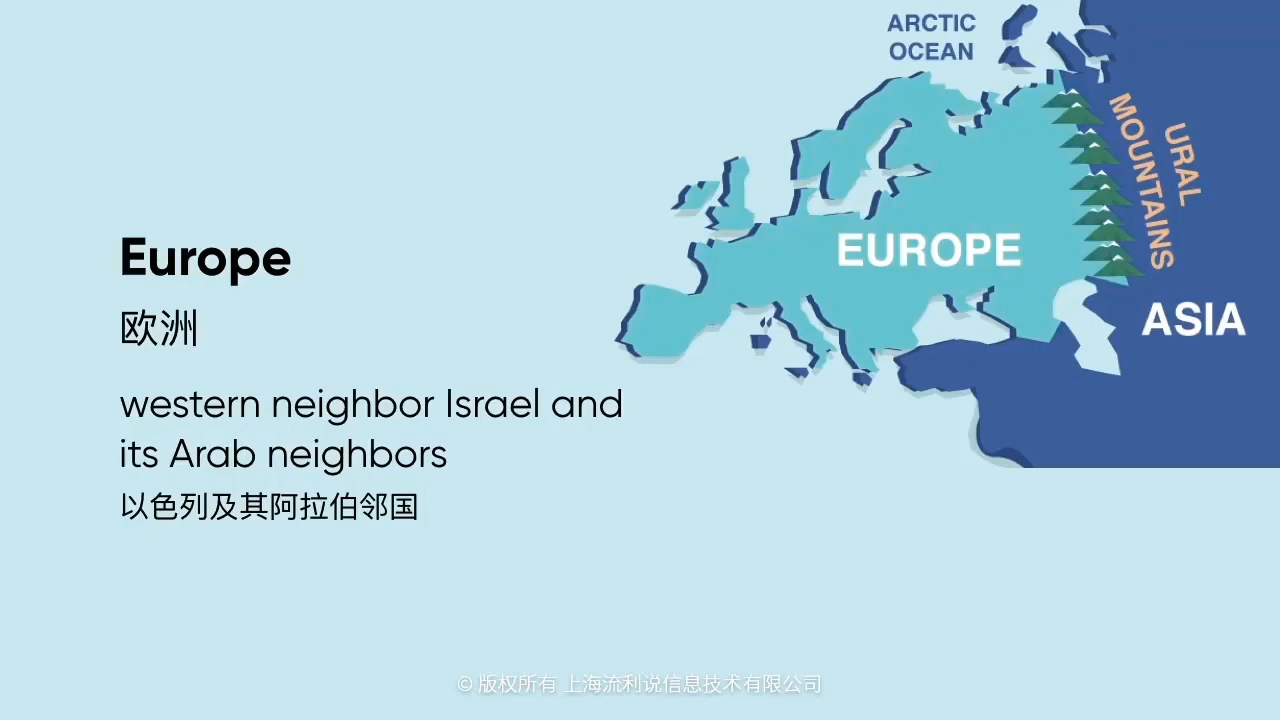 ARCTIC
OCEAN
URAL
MOUNTAINS
EUROPE
ASIA
Europe
欧洲
western neighbor Israel and
its Arab neighbors
以色列及其阿拉伯邻国
© 版权所有 上海流利说信息技术有限公司